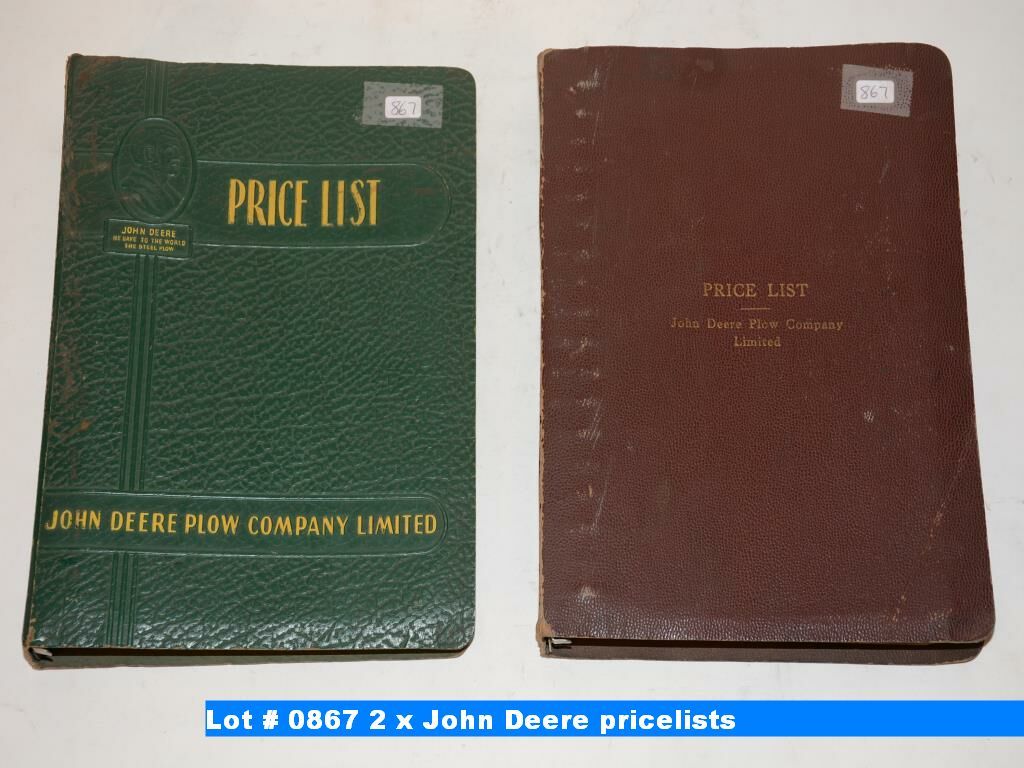 867
PRICE LIST
JOHN DEERE
HE GAVE TO THE WORLD
THE STEEL PLOW
JOHN DEERE PLOW COMPANY LIMITED
867
PRICE LIST
John Deere Plow Company
Limited
Lot # 0867 2 x John Deere pricelists